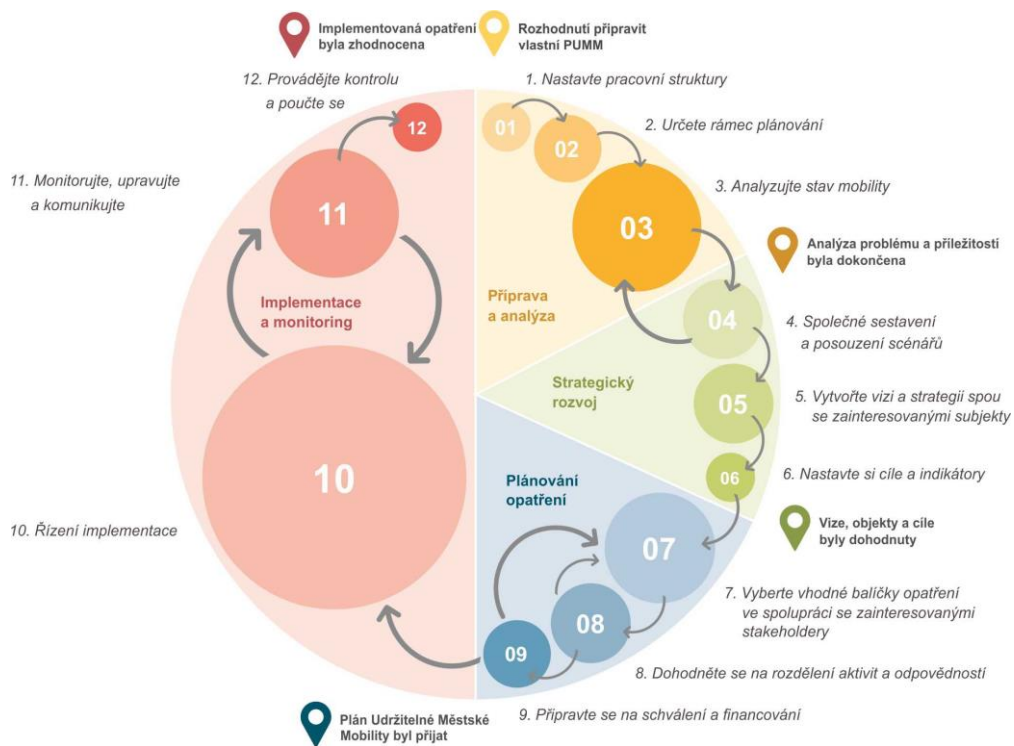 Implementovaná opatření
byla zhodnocena
Rozhodnutí připravit
vlastní PUMM
12. Provádějte kontrolu
a poučte se
1. Nastavte pracovní struktury
2. Určete rámec plánování
3. Analyzujte stav mobility
Analýza problému a příležitostí
byla dokončena
4. Společné sestavení
a posouzení scénářů
5. Vytvořte vizi a strategii spou
se zainteresovanými subjekty
6. Nastavte si cíle a indikátory
Vize, objekty a cíle
byly dohodnuty
7. Vyberte vhodné balíčky opatření
ve spolupráci se zainteresovanými
stakeholdery
8. Dohodněte se na rozdělení aktivit a odpovědností
9. Připravte se na schválení a financování
Plán Udržitelné Městské
Mobility byl přijat
10. Řízení implementace
11. Monitorujte, upravujte
a komunikujte
Příprava
a analýza
Strategický
rozvoj
Plánování
opatření
Implementace
a monitoring
01
02
03
04
05
06
07
08
09
10
11
12